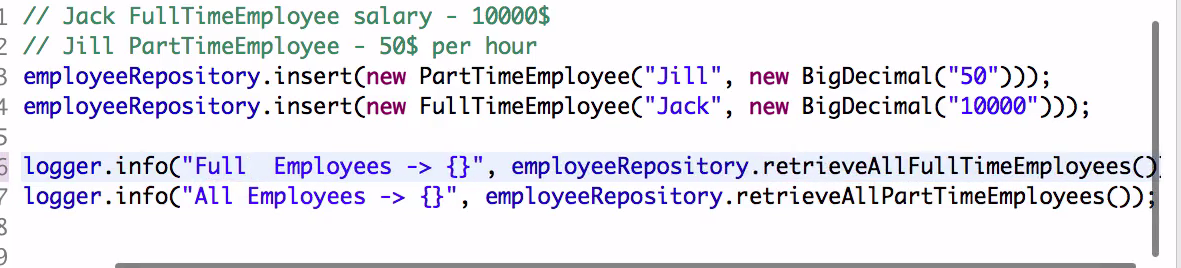 1 // Jack FullTimeEmployee salary - 10000$
2 // Jill PartTimeEmployee - 50$ per hour
3 employeeRepository.insert(new PartTimeEmployee("Jill", new BigDecimal("50")));
4 employeeRepository.insert(new FullTimeEmployee("Jack", new BigDecimal("10000")));
5
6 logger.info("Full  Employees -> {}", employeeRepository.retrieveAllFullTimeEmployees()
7 logger.info("All Employees -> {}", employeeRepository.retrieveAllPartTimeEmployees());
8
9